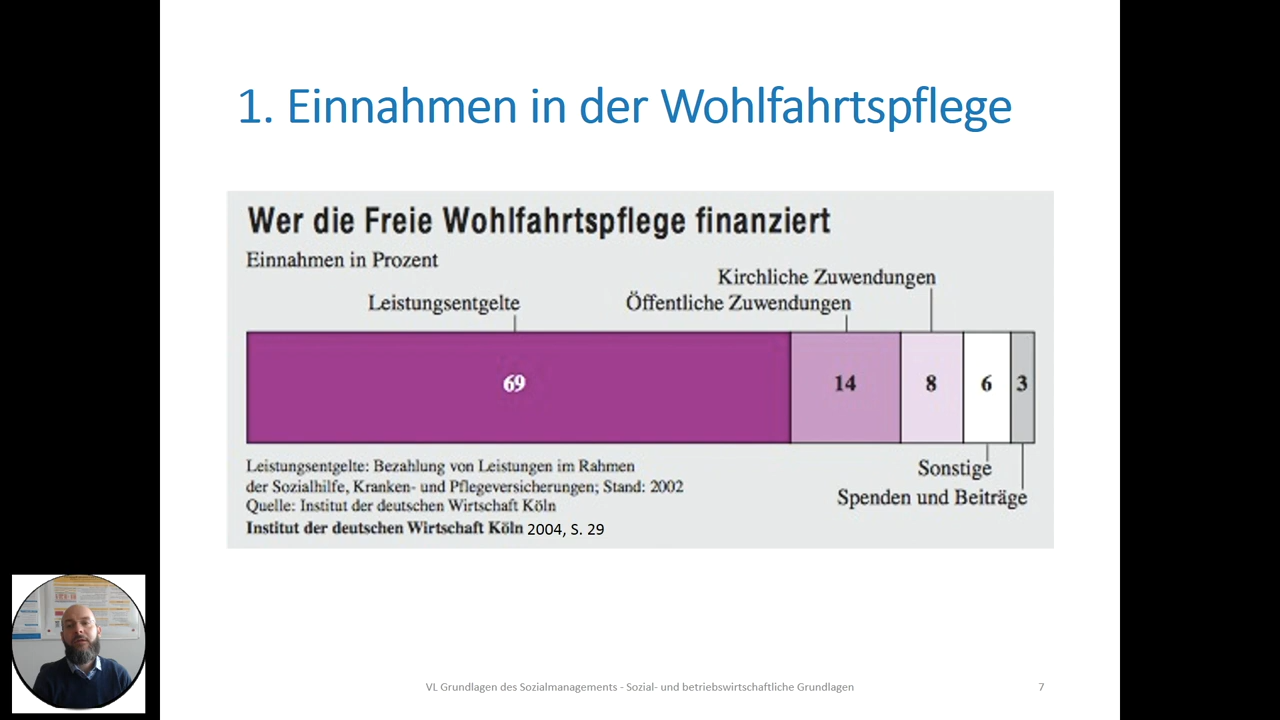 1. Einnahmen in der Wohlfahrtspflege
Wer die Freie Wohlfahrtspflege finanziert
Einnahmen in Prozent
Kirchliche Zuwendungen
Leistungsentgelte
Öffentliche Zuwendungen
69
14
8
6
3
Sonstige
Spenden und Beiträge
Leistungsentgelte: Bezahlung von Leistungen im Rahmen
der Sozialhilfe, Kranken- und Pflegeversicherungen; Stand: 2002
Quelle: Institut der deutschen Wirtschaft Köln
Institut der deutschen Wirtschaft Köln 2004, S. 29
VL Grundlagen des Sozialmanagements - Sozial- und betriebswirtschaftliche Grundlagen
7